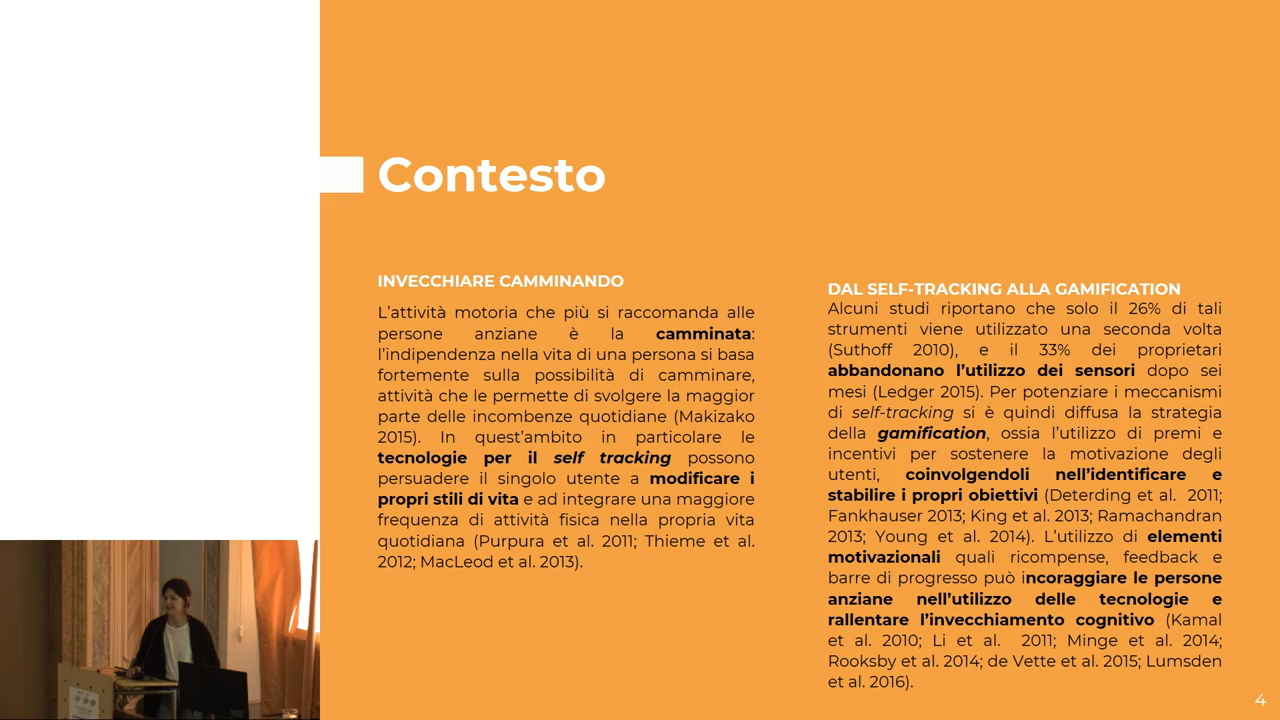 Contesto
INVECCHIARE CAMMINANDO
L’attività motoria che più si raccomanda alle
persone anziane è la camminata:
l’indipendenza nella vita di una persona si basa
fortemente sulla possibilità di camminare,
attività che le permette di svolgere la maggior
parte delle incombenze quotidiane (Makizako
2015). In quest’ambito in particolare le
tecnologie per il self tracking possono
persuadere il singolo utente a modificare i
propri stili di vita e ad integrare una maggiore
frequenza di attività fisica nella propria vita
quotidiana (Purpura et al. 2011; Thieme et al.
2012; MacLeod et al. 2013).
DAL SELF-TRACKING ALLA GAMIFICATION
Alcuni studi riportano che solo il 26% di tali
strumenti viene utilizzato una seconda volta
(Suthoff 2010), e il 33% dei proprietari
abbandonano l’utilizzo dei sensori dopo sei
mesi (Ledger 2015). Per potenziare i meccanismi
di self-tracking si è quindi diffusa la strategia
della gamification, ossia l’utilizzo di premi e
incentivi per sostenere la motivazione degli
utenti, coinvolgendoli nell’identificare e
stabilire i propri obiettivi (Deterding et al. 2011;
Fankhauser 2013; King et al. 2013; Ramachandran
2013; Young et al. 2014). L’utilizzo di elementi
motivazionali quali ricompense, feedback e
barre di progresso può incoraggiare le persone
anziane nell’utilizzo delle tecnologie e
rallentare l’invecchiamento cognitivo (Kamal
et al. 2010; Li et al. 2011; Minge et al. 2014;
Rooksby et al. 2014; de Vette et al. 2015; Lumsden
et al. 2016).
4